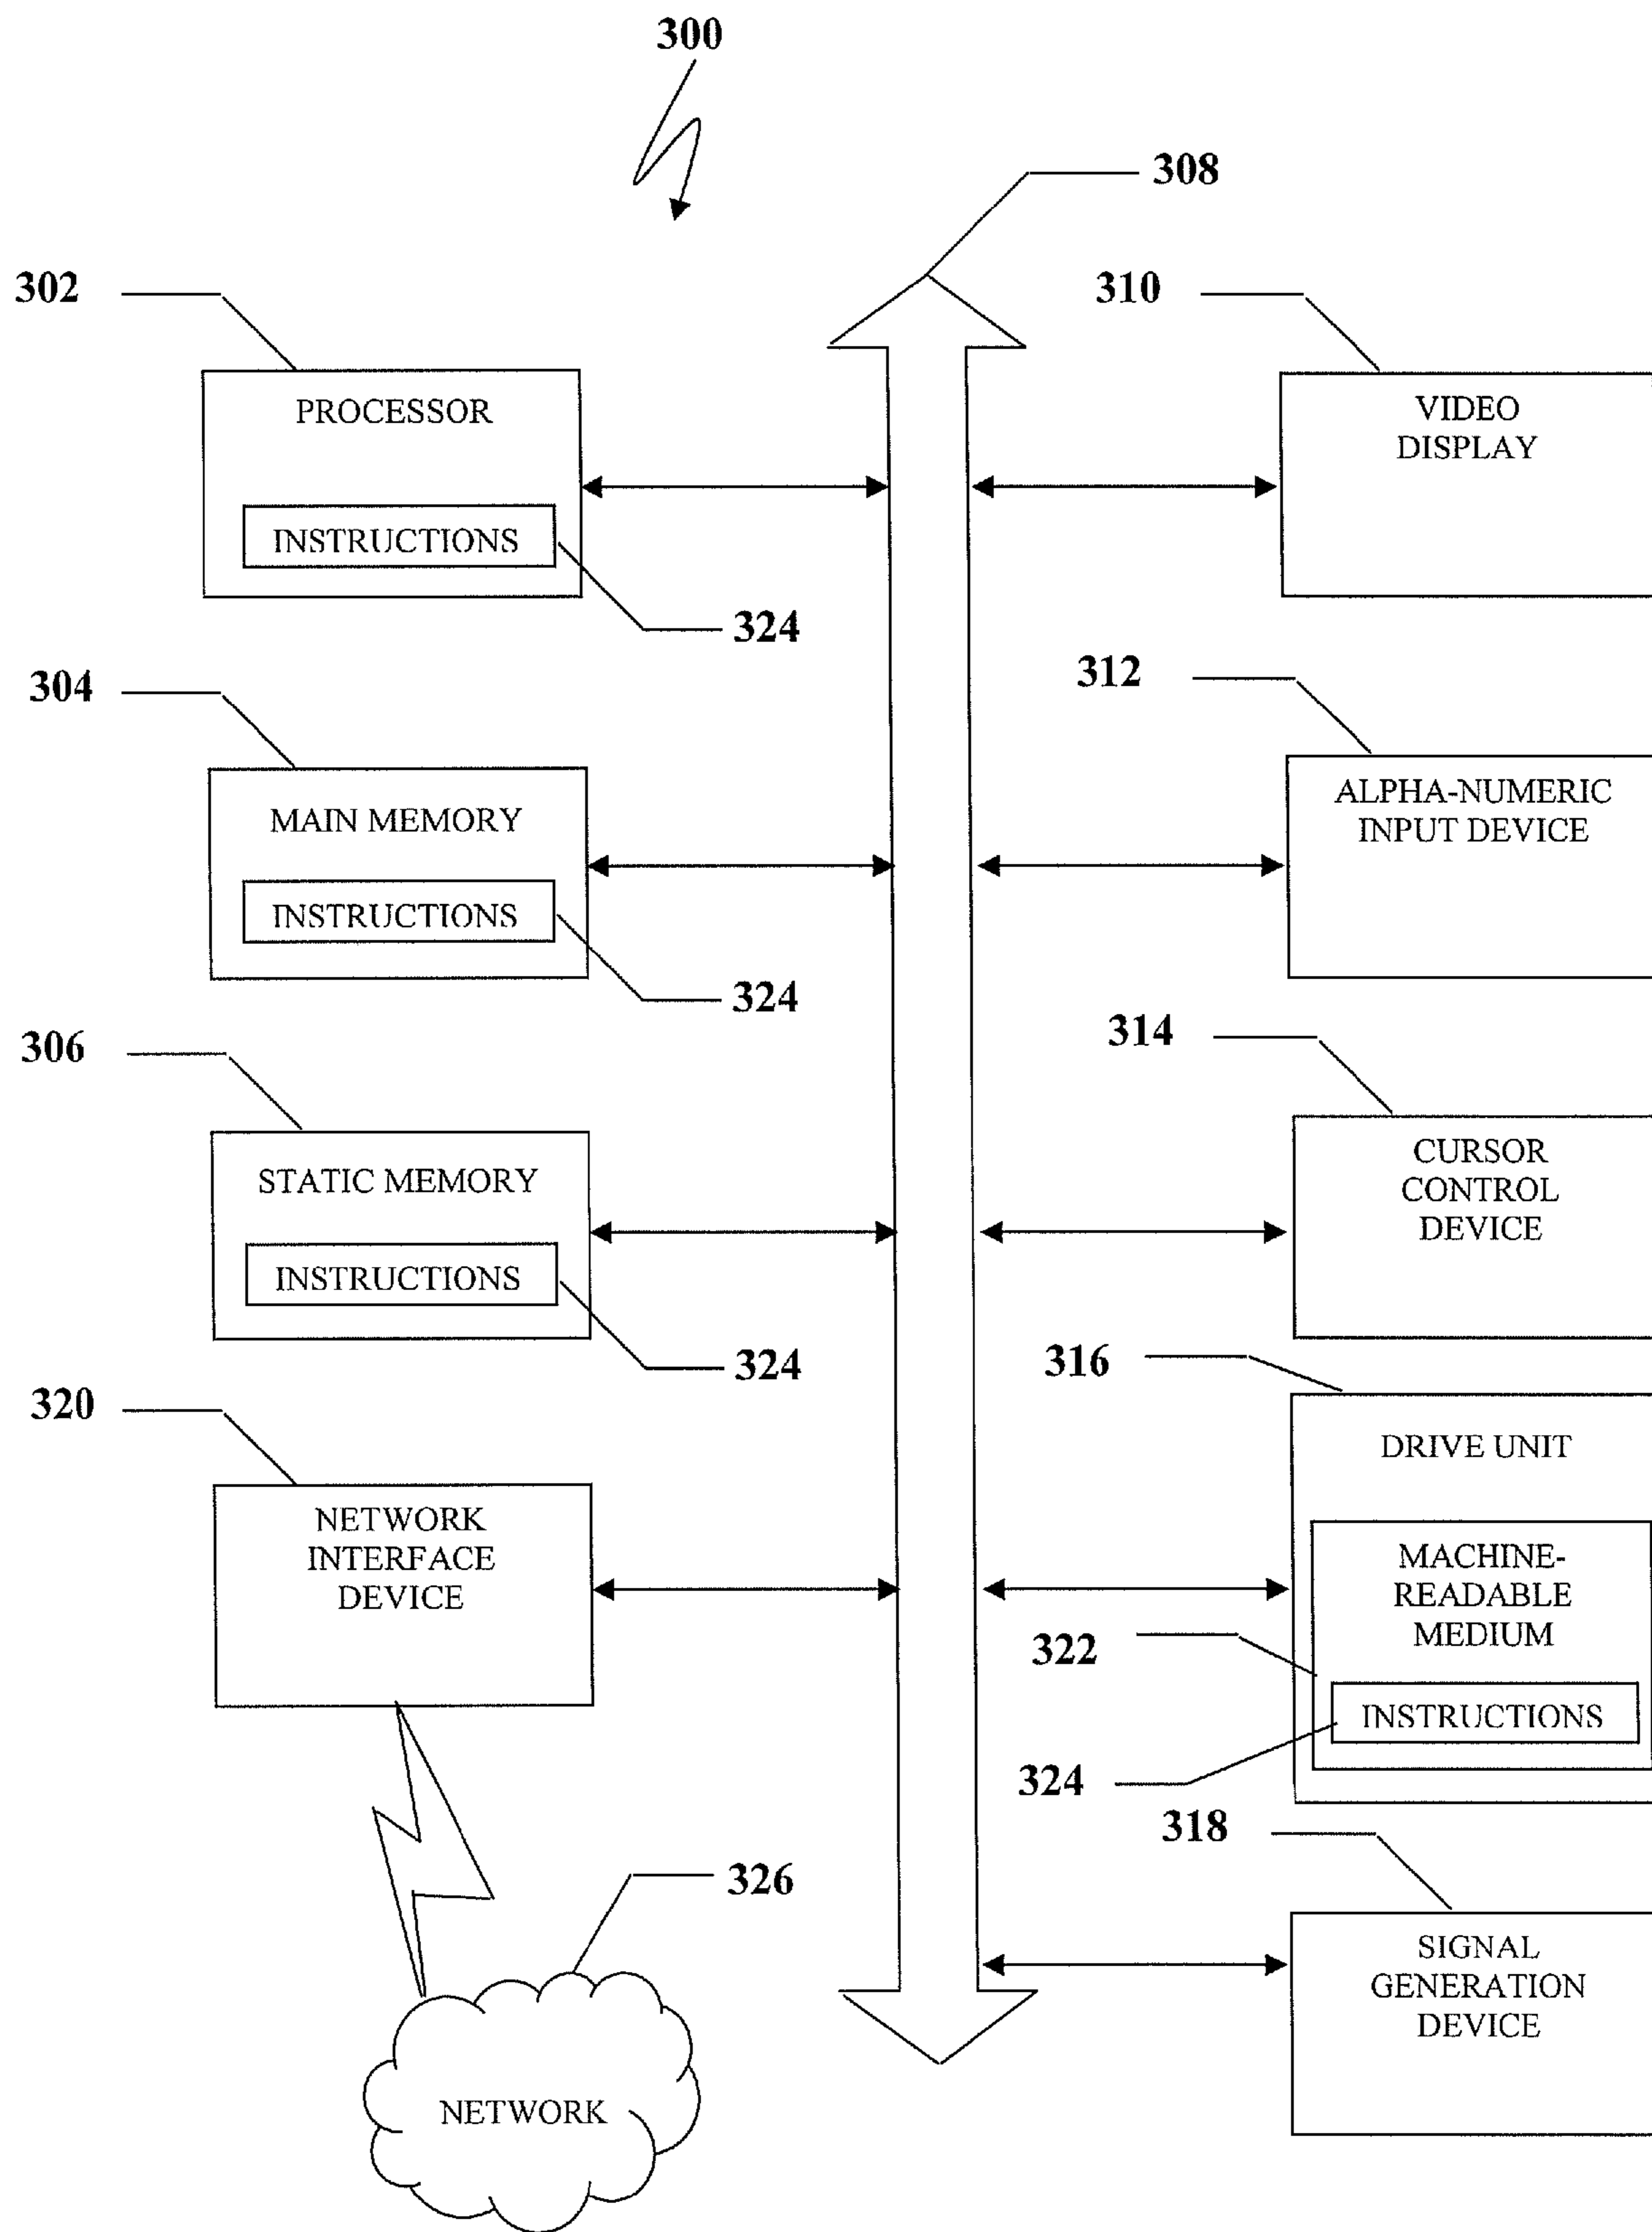 300
308
302
310
PROCESSOR
INSTRUCTIONS
324
VIDEO
DISPLAY
304
312
MAIN MEMORY
INSTRUCTIONS
324
ALPHA-NUMERIC
INPUT DEVICE
306
314
STATIC MEMORY
INSTRUCTIONS
324
CURSOR
CONTROL
DEVICE
320
316
NETWORK
INTERFACE
DEVICE
DRIVE UNIT
MACHINE-
READABLE
MEDIUM
322
INSTRUCTIONS
324
318
326
NETWORK
SIGNAL
GENERATION
DEVICE